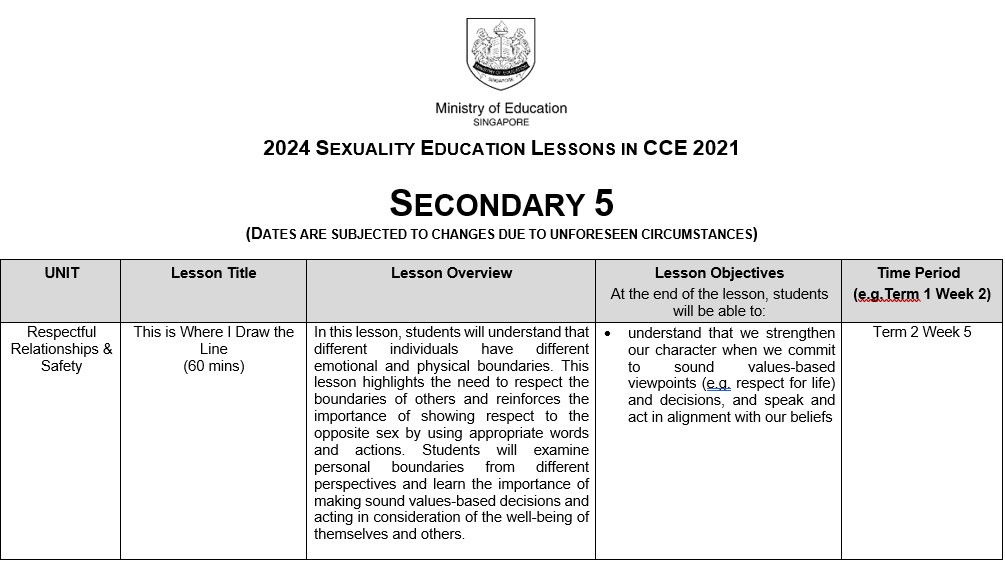 Ministry of Education
SINGAPORE
2024 SEXUALITY EDUCATION LESSONS IN CCE 2021
SECONDARY 5
(DATES ARE SUBJECTED TO CHANGES DUE TO UNFORESEEN CIRCUMSTANCES)
UNIT
Lesson Title
Lesson Overview
Lesson Objectives
At the end of the lesson, students
will be able to:
Time Period
(e.g.Term 1 Week 2)
Respectful
Relationships &
Safety
This is Where I Draw the
Line
(60 mins)
In this lesson, students will understand that
different individuals have different
emotional and physical boundaries. This
lesson highlights the need to respect the
boundaries of others and reinforces the
importance of showing respect to the
opposite sex by using appropriate words
and actions. Students will examine
personal boundaries from different
perspectives and learn the importance of
making sound values-based decisions and
acting in consideration of the well-being of
themselves and others.
• understand that we strengthen
our character when we commit
to sound values-based
viewpoints (e.g. respect for life)
and decisions, and speak and
act in alignment with our beliefs
Term 2 Week 5